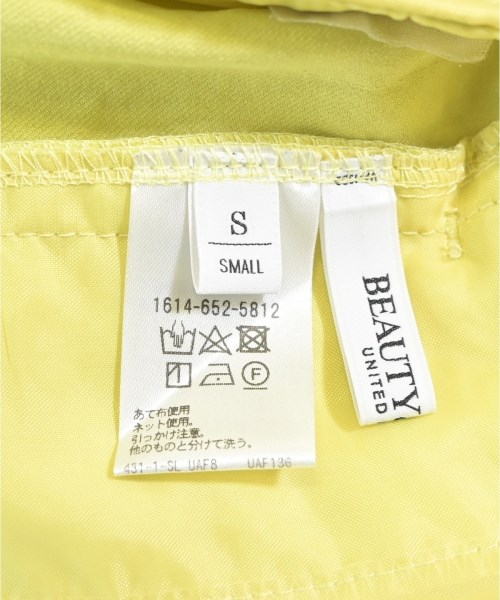 S
SMALL
BEAUTY
UNITED
1614-652-5812
F
あて布使用
ネット使用。
引っかけ注意。
他のものと分けて洗う。
431-1-SL UAF8 UAF136